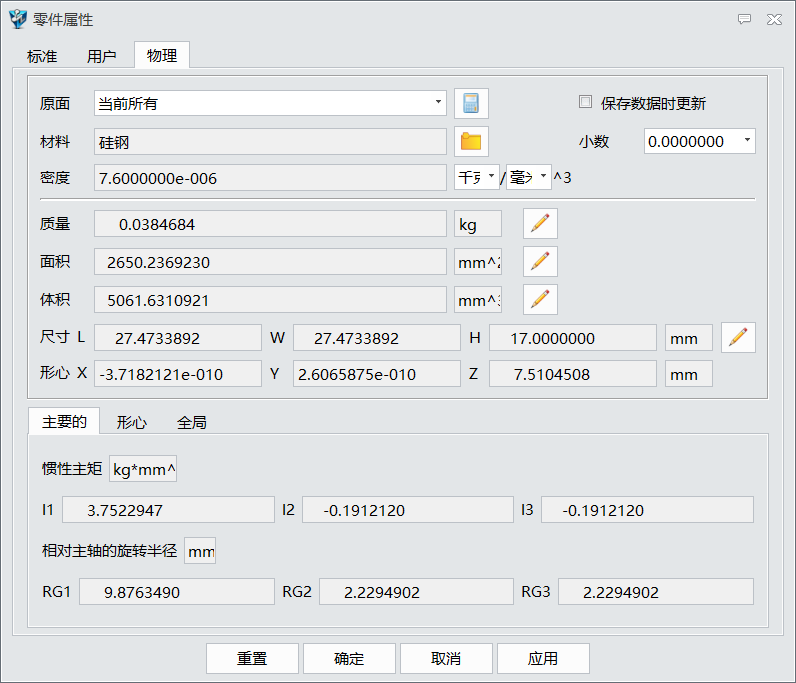 零件属性
标准 用户 物理
原面 当前所有 保存数据时更新
材料 硅钢 小数 0.0000000
密度 7.6000000e-006 千克 / 毫米 ^3
质量 0.0384684 kg
面积 2650.2369230 mm^2
体积 5061.6310921 mm^3
尺寸 L 27.4733892 W 27.4733892 H 17.0000000 mm
形心 X -3.7182121e-010 Y 2.6065875e-010 Z 7.5104508 mm
主要的 形心 全局
惯性主矩 kg*mm^
I1 3.7522947 I2 -0.1912120 I3 -0.1912120
相对主轴的旋转半径 mm
RG1 9.8763490 RG2 2.2294902 RG3 2.2294902
重置 确定 取消 应用